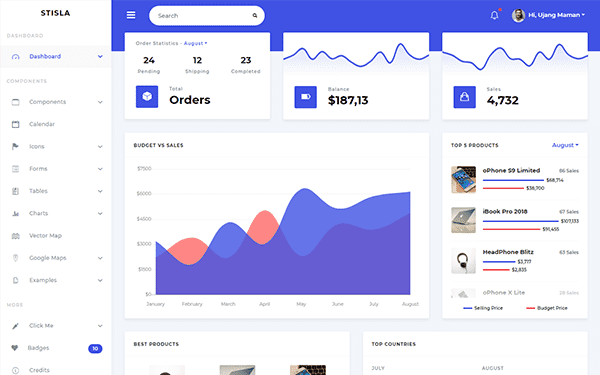 STISLA
Search
Hi, Ujang Maman
DASHBOARD
Dashboard
COMPONENTS
Components
Calendar
Icons
Forms
Tables
Charts
Vector Map
Google Maps
Examples
MORE
Click Me
Badges 10
Credits
Order Statistics - August
24 12 23
Pending Shipping Completed
Total
Orders
Balance
$187,13
Sales
4,732
BUDGET VS SALES
$7500
$6000
$4500
$3000
$1500
$0
January February March April May June July August
TOP 5 PRODUCTS August
oPhone S9 Limited 86 Sales
$68,714
$38,700
iBook Pro 2018 67 Sales
$107,133
$91,455
HeadPhone Blitz 63 Sales
$3,717
$2,835
oPhone X Lite 28 Sales
Selling Price Budget Price
BEST PRODUCTS
TOP COUNTRIES
JULY AUGUST